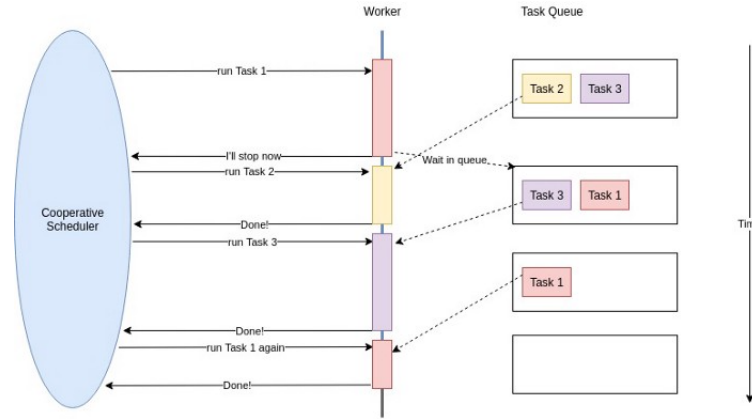 Worker
Task Queue
run Task 1
Task 2
Task 3
I'll stop now
Wait in queue
run Task 2
Cooperative
Scheduler
Task 3
Task 1
Done!
run Task 3
Tim
Task 1
Done!
run Task 1 again
Done!